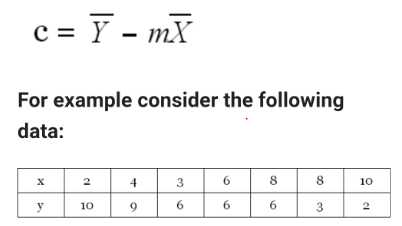 c = Y̅ - mX̅
For example consider the following
data:
x 2 4 3 6 8 8 10
y 10 9 6 6 6 3 2